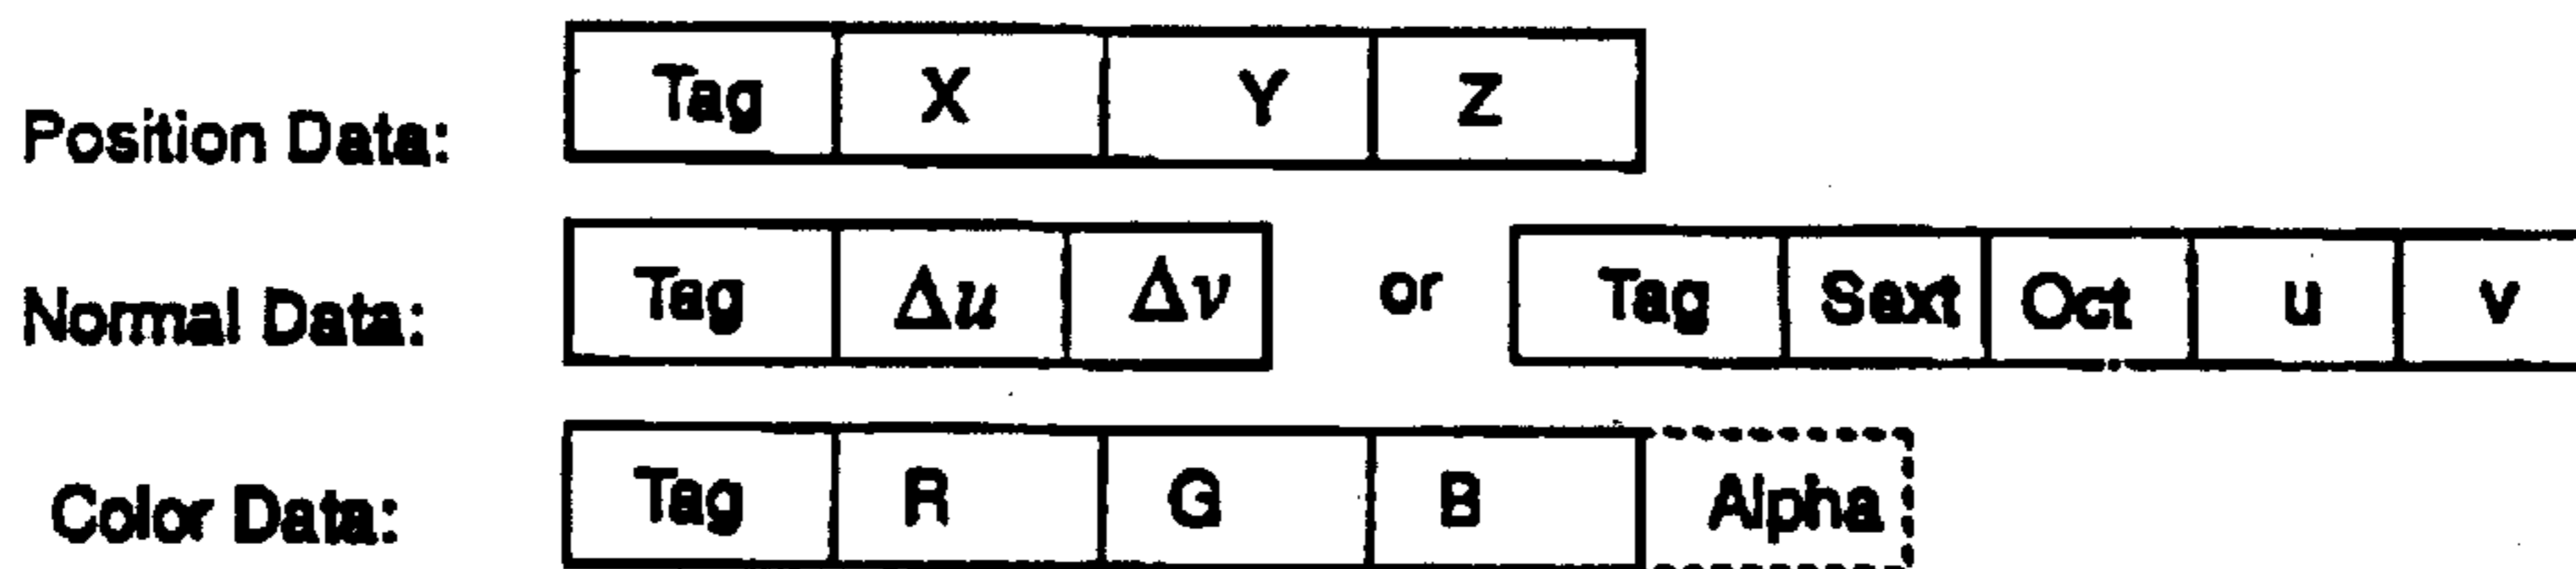 Position Data: Tag X Y Z
Normal Data: Tag Δu Δv or Tag Sext Oct u v
Color Data: Tag R G B Alpha